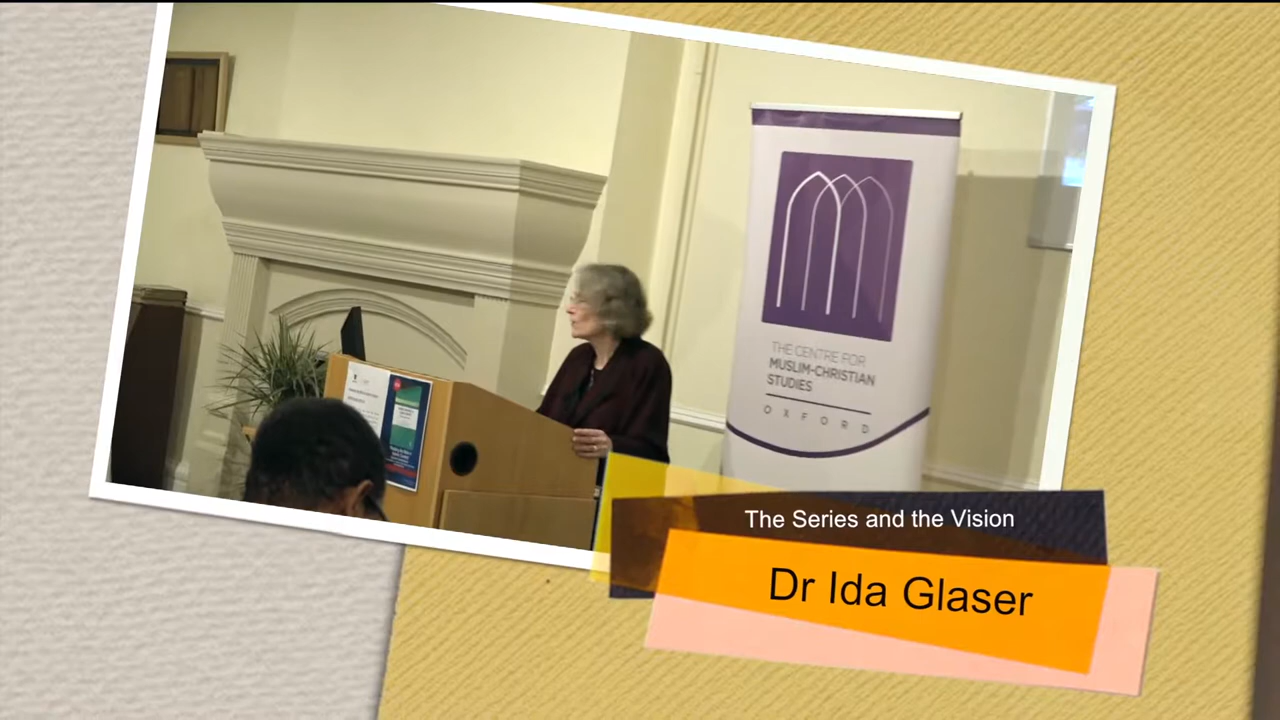 THE CENTRE FOR
MUSLIM-CHRISTIAN
STUDIES
OXFORD
The Series and the Vision
Dr Ida Glaser